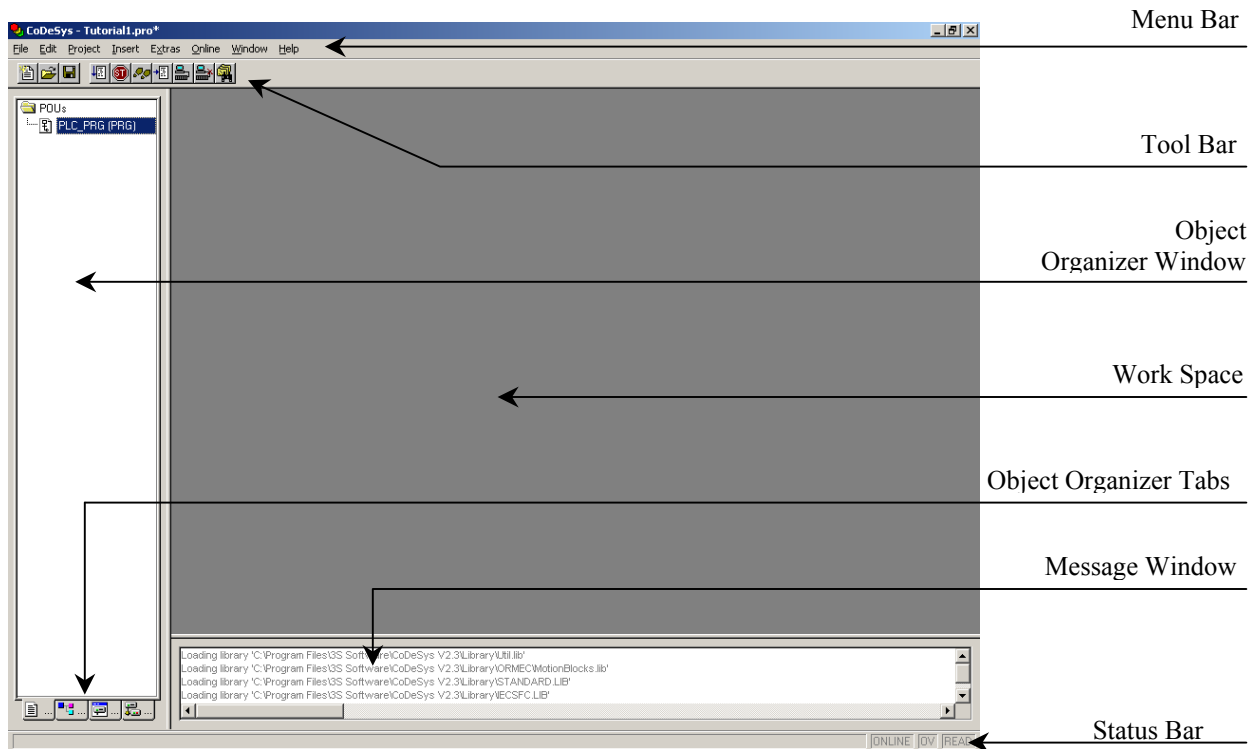 CoDeSys - Tutorial1.pro*
File Edit Project Insert Extras Online Window Help
POUs
PLC_PRG (PRG)
Menu Bar
Tool Bar
Object
Organizer Window
Work Space
Object Organizer Tabs
Message Window
Loading library 'C:\Program Files\3S Software\CoDeSys V2.3\Library\Util.lib'
Loading library 'C:\Program Files\3S Software\CoDeSys V2.3\Library\ORMEC\MotionBlocks.lib'
Loading library 'C:\Program Files\3S Software\CoDeSys V2.3\Library\STANDARD.LIB'
Loading library 'C:\Program Files\3S Software\CoDeSys V2.3\Library\IECSFC.LIB'
... ... ... ...
ONLINE OV READ
Status Bar